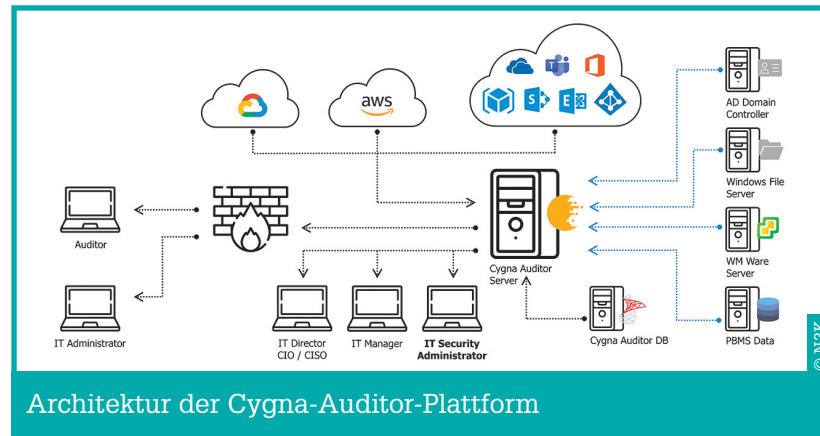 aws
AD Domain
Controller
Windows File
Server
Auditor
Cygna Auditor
Server
WM Ware
Server
IT Administrator
IT Director
CIO / CISO
IT Manager
IT Security
Administrator
Cygna Auditor DB
PBMS Data
© N2K
Architektur der Cygna-Auditor-Plattform